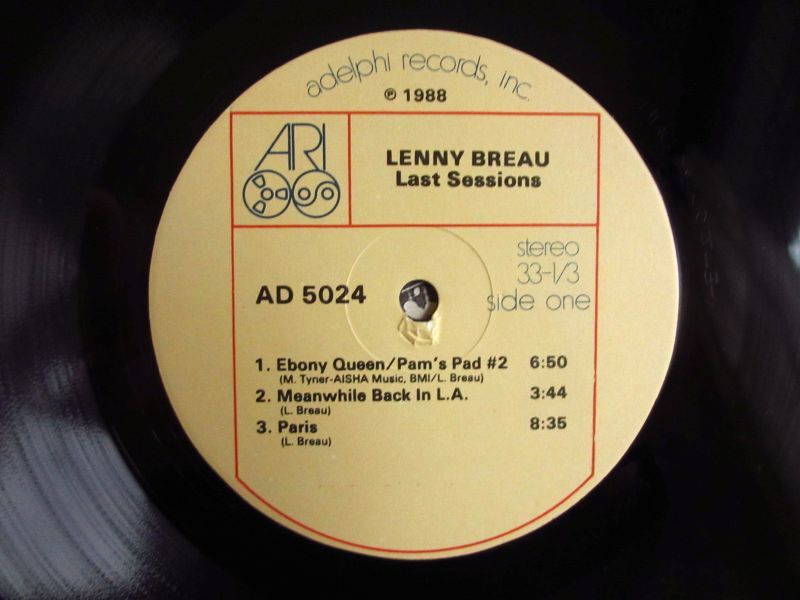 adelphi records, inc.
℗ 1988
ARI
LENNY BREAU
Last Sessions
stereo
33-1/3
AD 5024
side one
1. Ebony Queen/Pam's Pad #2 6:50
(M. Tyner-AISHA Music, BMI/L. Breau)
2. Meanwhile Back In L.A. 3:44
(L. Breau)
3. Paris 8:35
(L. Breau)